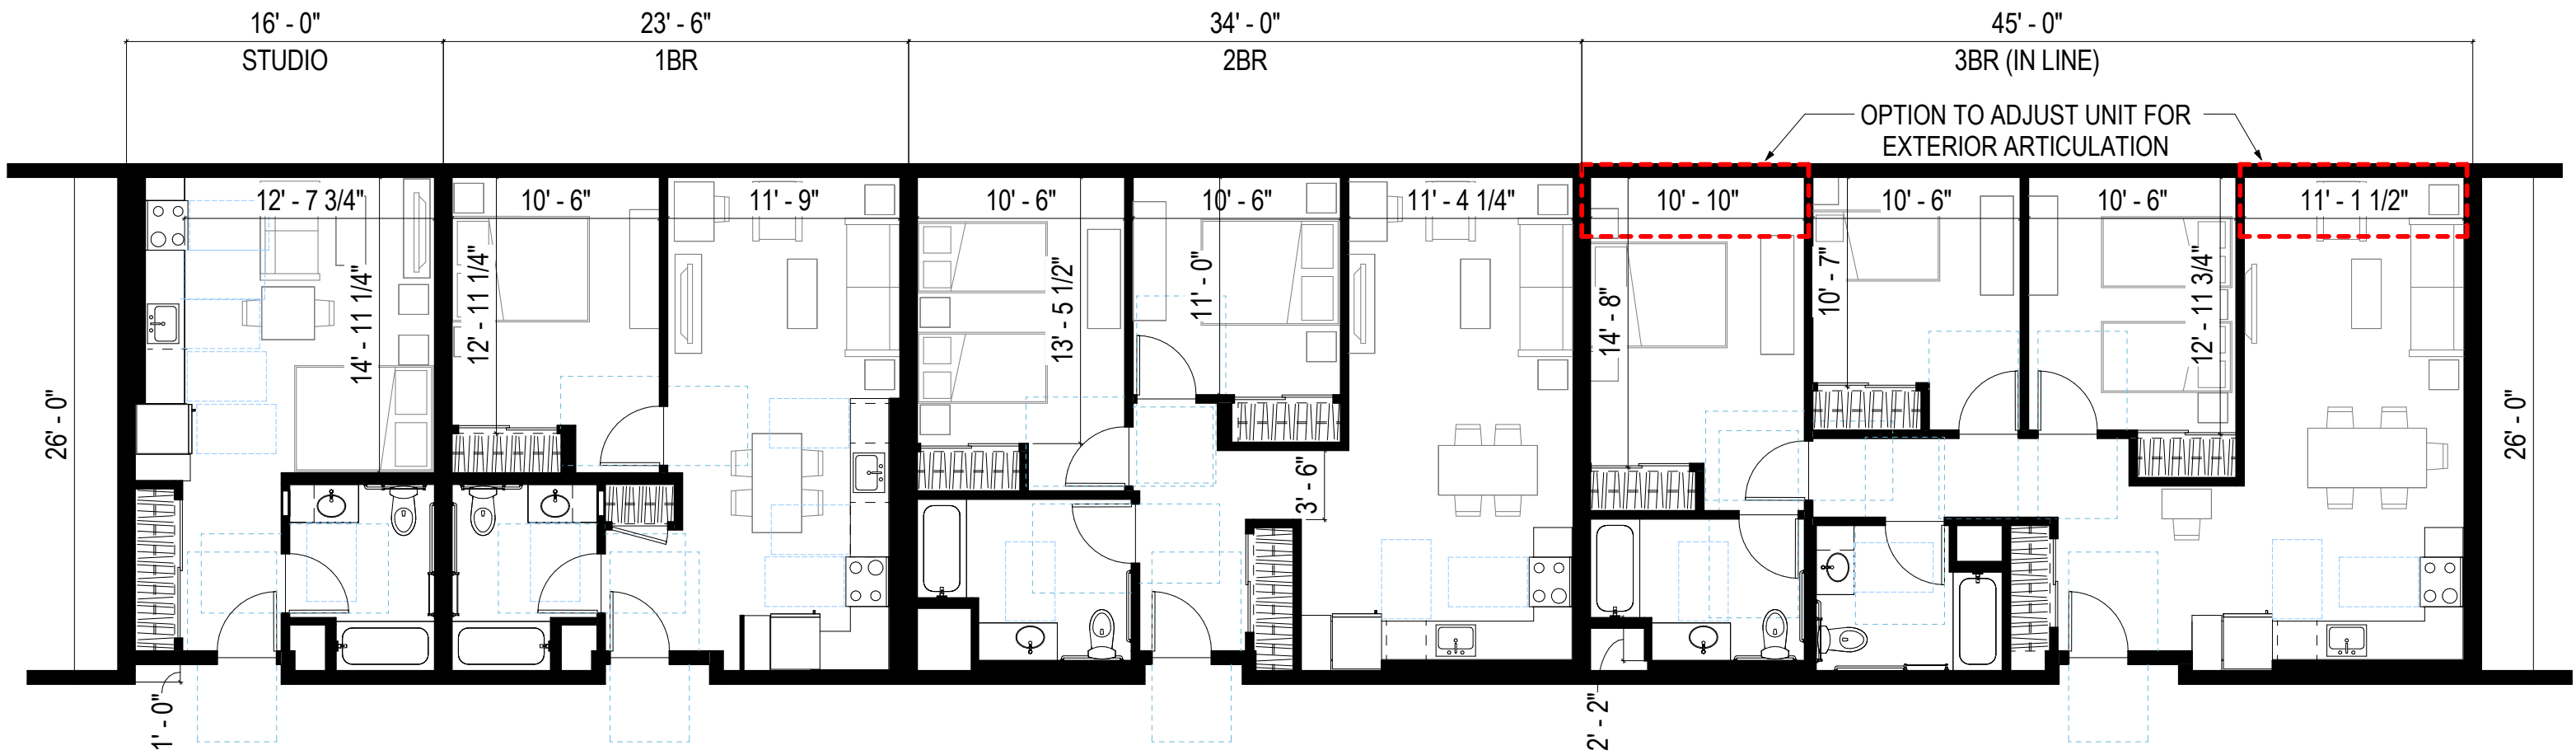 16' - 0"
23' - 6"
34' - 0"
45' - 0"
STUDIO
1BR
2BR
3BR (IN LINE)
OPTION TO ADJUST UNIT FOR
EXTERIOR ARTICULATION
12' - 7 3/4"
10' - 6"
11' - 9"
10' - 6"
10' - 6"
11' - 4 1/4"
10' - 10"
10' - 6"
10' - 6"
11' - 1 1/2"
26' - 0"
14' - 11 1/4"
12' - 11 1/4"
13' - 5 1/2"
11' - 0"
3' - 6"
14' - 8"
10' - 7"
12' - 11 3/4"
26' - 0"
1' - 0"
2' - 2"